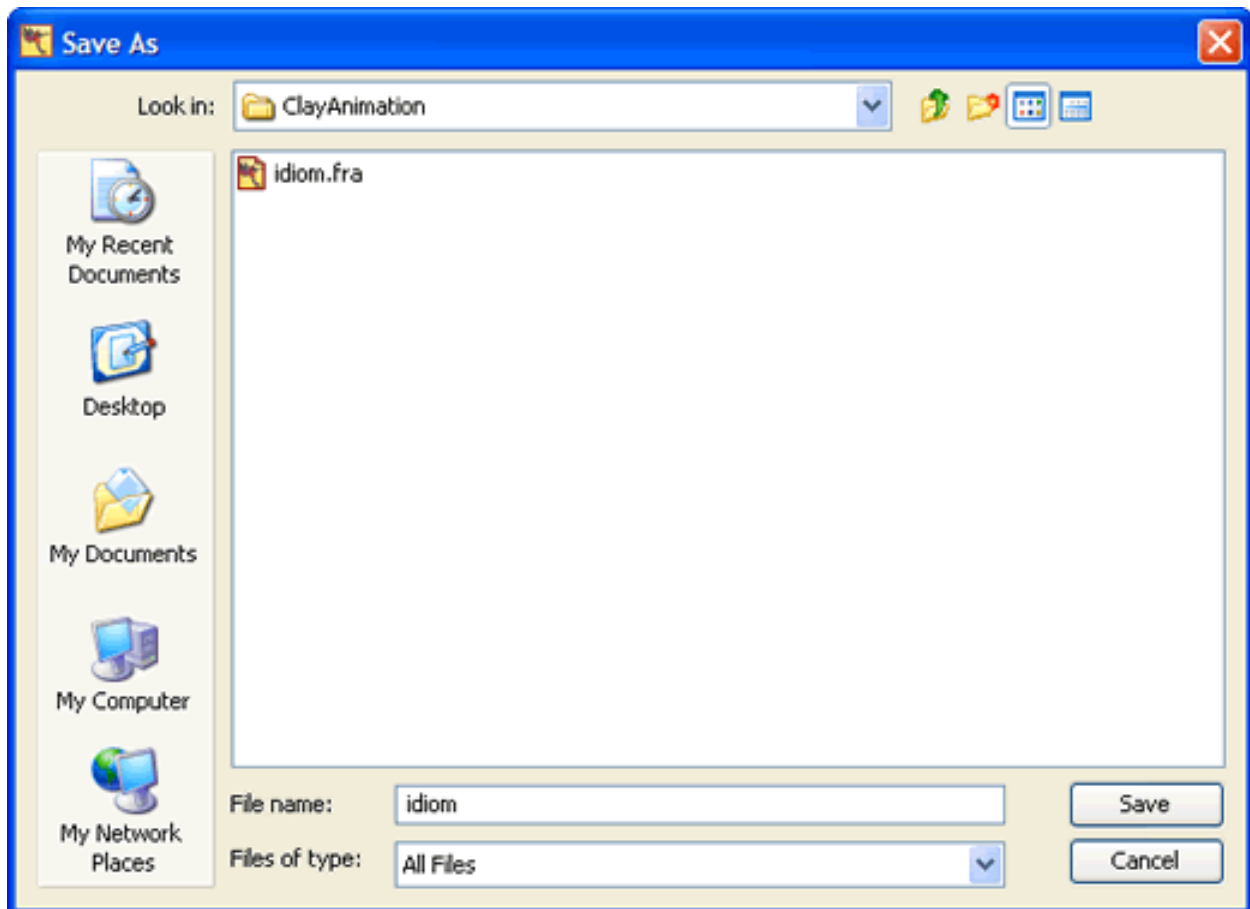 Save As
Look in:
ClayAnimation
idiom.fra
My Recent
Documents
Desktop
My Documents
My Computer
My Network
Places
File name:
idiom
Save
Files of type:
All Files
Cancel